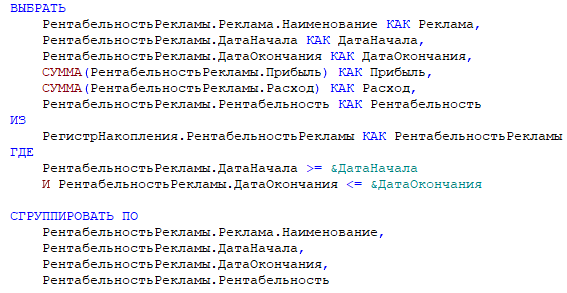 ВЫБРАТЬ
РентабельностьРекламы.Реклама.Наименование КАК Реклама,
РентабельностьРекламы.ДатаНачала КАК ДатаНачала,
РентабельностьРекламы.ДатаОкончания КАК ДатаОкончания,
СУММА(РентабельностьРекламы.Прибыль) КАК Прибыль,
СУММА(РентабельностьРекламы.Расход) КАК Расход,
РентабельностьРекламы.Рентабельность КАК Рентабельность
ИЗ
РегистрНакопления.РентабельностьРекламы КАК РентабельностьРекламы
ГДЕ
РентабельностьРекламы.ДатаНачала >= &ДатаНачала
И РентабельностьРекламы.ДатаОкончания <= &ДатаОкончания
СГРУППИРОВАТЬ ПО
РентабельностьРекламы.Реклама.Наименование,
РентабельностьРекламы.ДатаНачала,
РентабельностьРекламы.ДатаОкончания,
РентабельностьРекламы.Рентабельность